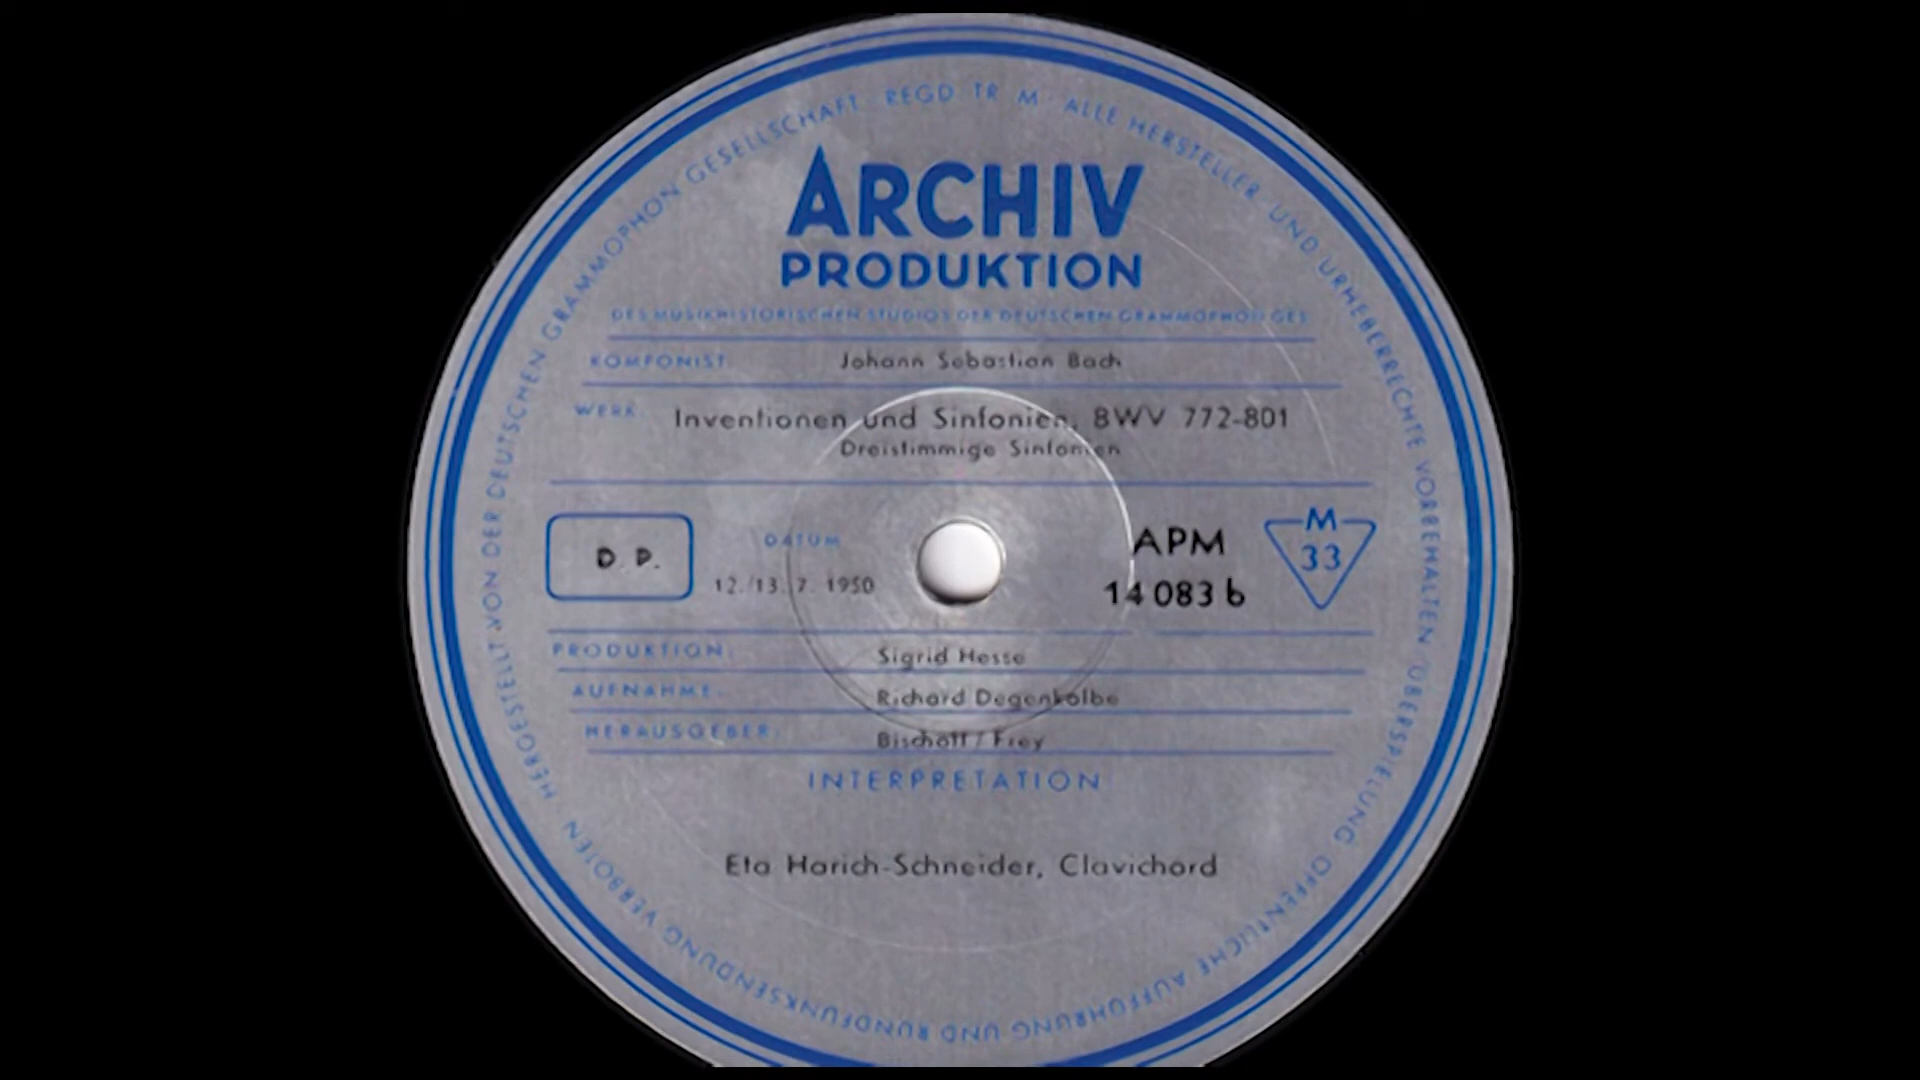 HERGESTELLT VON DER DEUTSCHEN GRAMMOPHON GESELLSCHAFT · REGD TR M · ALLE HERSTELLER- UND URHEBERRECHTE VORBEHALTEN · ÜBERSPIELUNG · ÖFFENTLICHE AUFFÜHRUNG UND RUNDFUNKSENDUNG VERBOTEN
ARCHIV
PRODUKTION
DES MUSIKHISTORISCHEN STUDIOS DER DEUTSCHEN GRAMMOPHON GES
KOMPONIST: Johann Sebastian Bach
WERK: Inventionen und Sinfonien, BWV 772-801
Dreistimmige Sinfonien
D. P.
DATUM
12./13. 7. 1950
APM
14 083 b
M
33
PRODUKTION: Sigrid Hesse
AUFNAHME: Richard Degenkolbe
HERAUSGEBER: Bischoff / Frey
INTERPRETATION
Eta Harich-Schneider, Clavichord